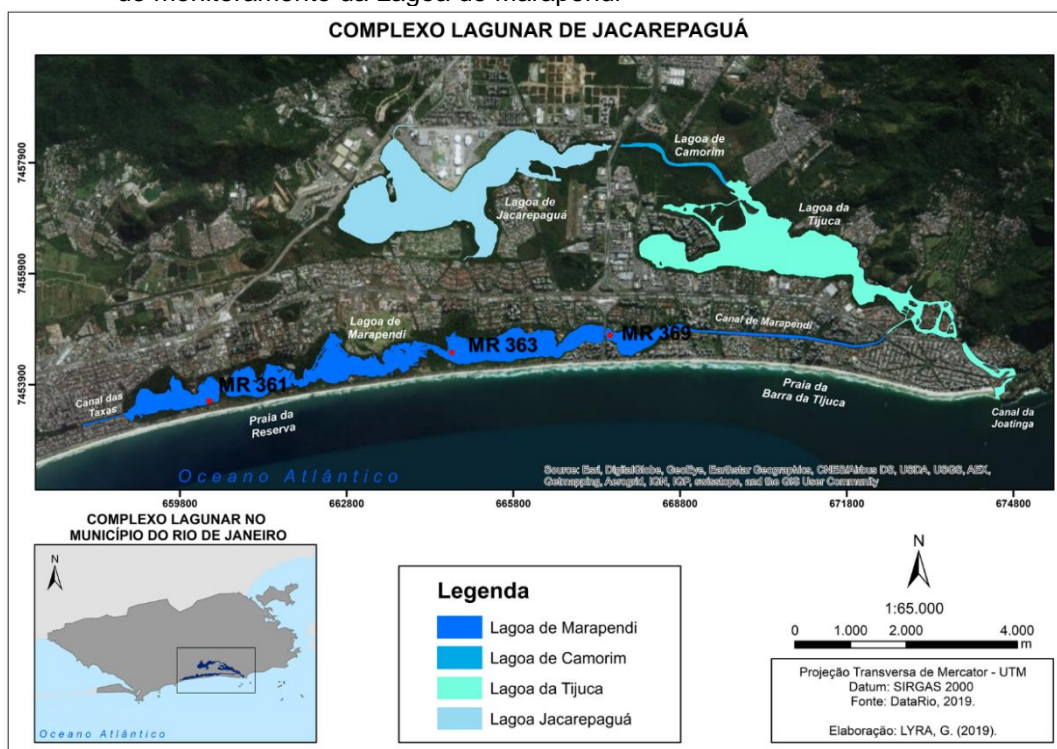 de monitoramento da Lagoa de Marapendi
COMPLEXO LAGUNAR DE JACAREPAGUÁ
7457900
7455900
7453900
Lagoa de
Camorim
Lagoa de
Jacarepaguá
Lagoa da
Tijuca
Lagoa de
Marapendi
Canal de Marapendi
MR 369
MR 363
MR 361
Canal das
Taxas
Praia da
Reserva
Praia da
Barra da TIjuca
Canal da
Joatinga
Oceano Atlântico
Source: Esri, DigitalGlobe, GeoEye, Earthstar Geographics, CNES/Airbus DS, USDA, USGS, AEX,
Getmapping, Aerogrid, IGN, IGP, swisstopo, and the GIS User Community
659800 662800 665800 668800 671800 674800
COMPLEXO LAGUNAR NO
MUNICÍPIO DO RIO DE JANEIRO
N
Oceano Atlântico
Legenda
Lagoa de Marapendi
Lagoa de Camorim
Lagoa da Tijuca
Lagoa Jacarepaguá
N
1:65.000
0 1.000 2.000 4.000
m
Projeção Transversa de Mercator - UTM
Datum: SIRGAS 2000
Fonte: DataRio, 2019.
Elaboração: LYRA, G. (2019).